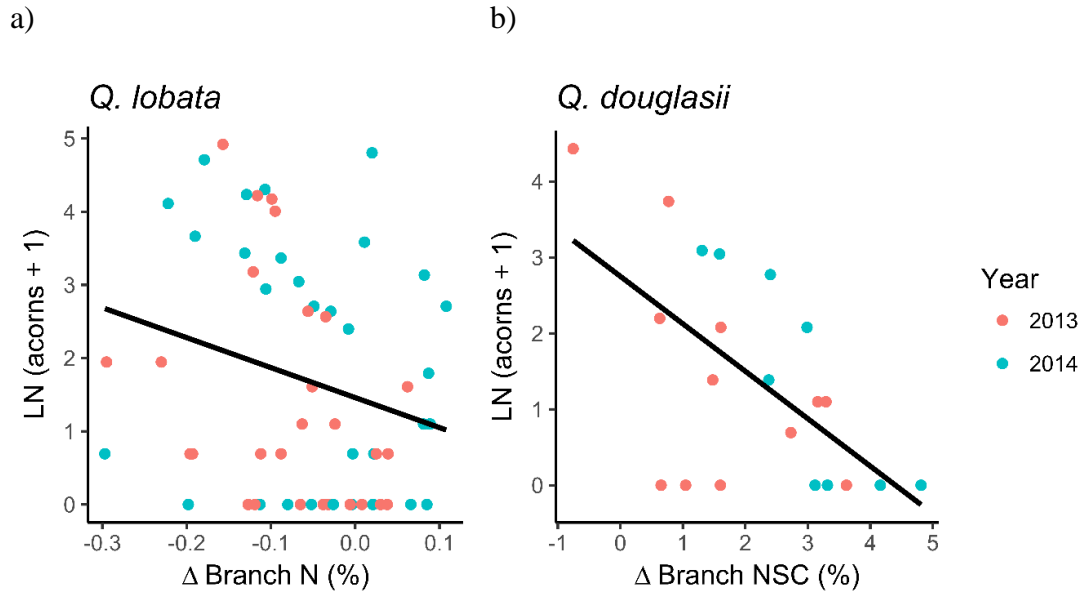 a)
b)
Q. lobata
Q. douglasii
LN (acorns + 1)
5
4
3
2
1
0
-0.3 -0.2 -0.1 0.0 0.1
Δ Branch N (%)
LN (acorns + 1)
4
3
2
1
0
-1 0 1 2 3 4 5
Δ Branch NSC (%)
Year
2013
2014